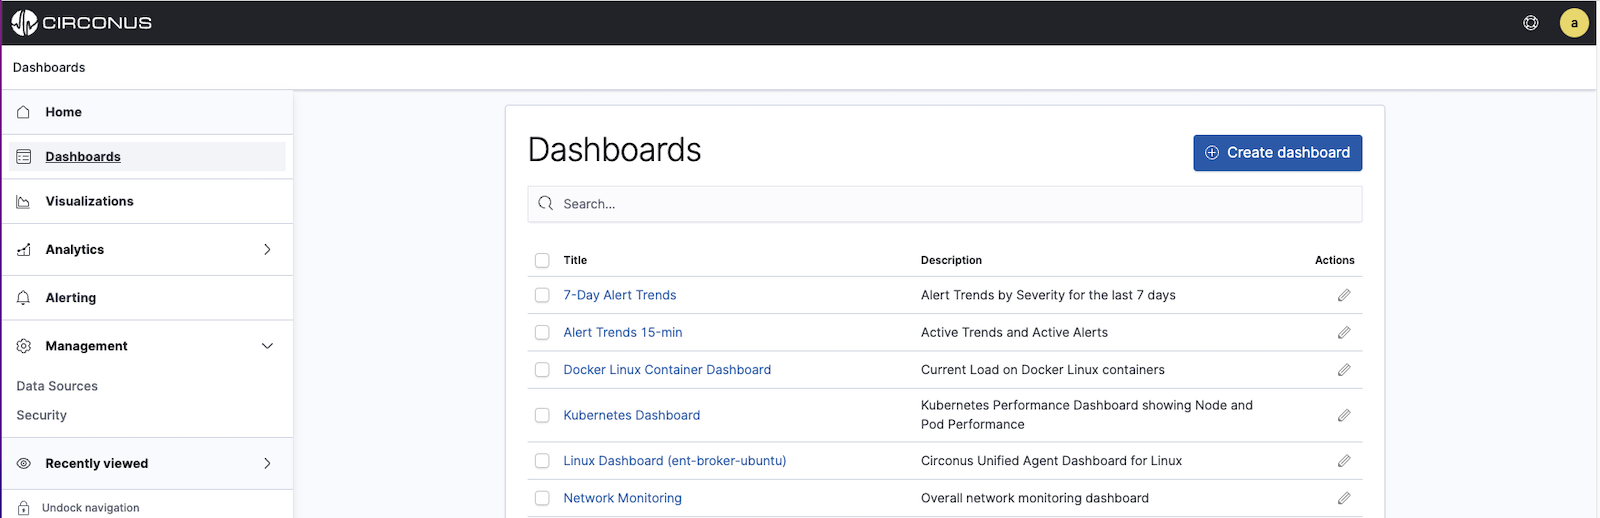 CIRCONUS
a
Dashboards
Home
Dashboards
Visualizations
Analytics
Alerting
Management
Data Sources
Security
Recently viewed
Undock navigation
Dashboards
Create dashboard
Search...
Title Description Actions
7-Day Alert Trends Alert Trends by Severity for the last 7 days
Alert Trends 15-min Active Trends and Active Alerts
Docker Linux Container Dashboard Current Load on Docker Linux containers
Kubernetes Dashboard Kubernetes Performance Dashboard showing Node and
Pod Performance
Linux Dashboard (ent-broker-ubuntu) Circonus Unified Agent Dashboard for Linux
Network Monitoring Overall network monitoring dashboard